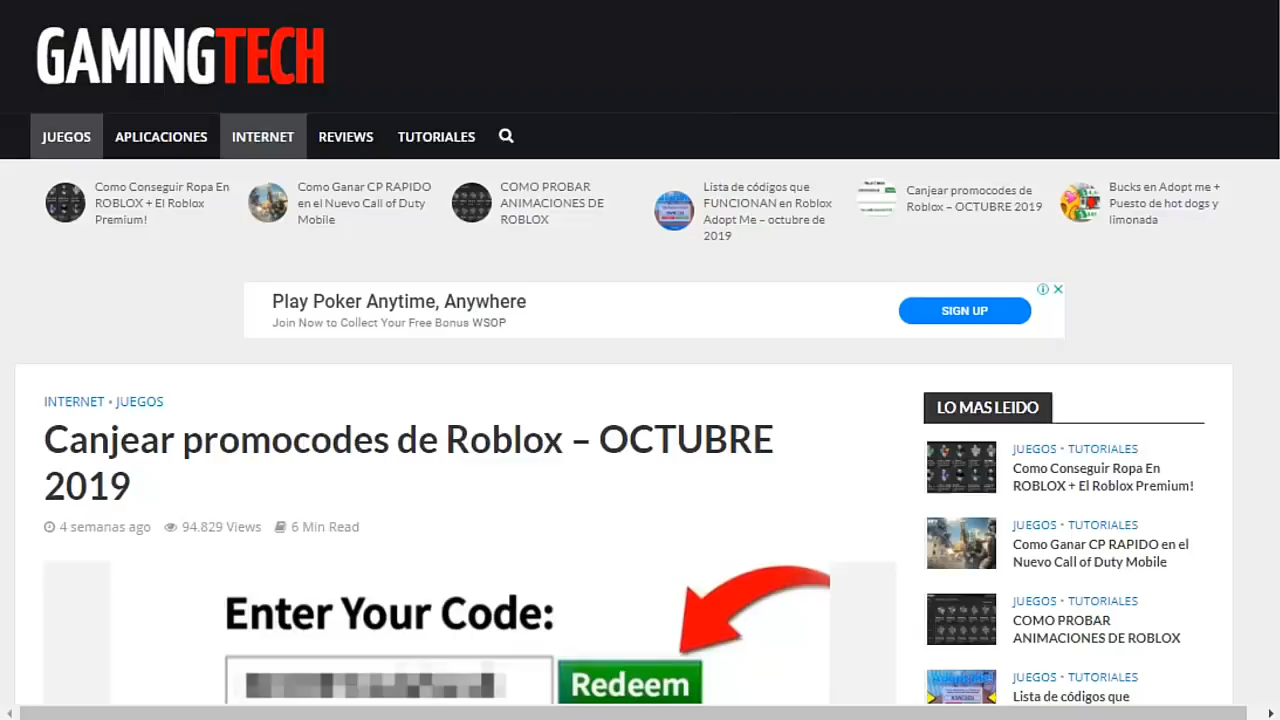 GAMINGTECH
JUEGOS APLICACIONES INTERNET REVIEWS TUTORIALES
Como Conseguir Ropa En
ROBLOX + El Roblox
Premium!
Como Ganar CP RAPIDO
en el Nuevo Call of Duty
Mobile
COMO PROBAR
ANIMACIONES DE
ROBLOX
Lista de códigos que
FUNCIONAN en Roblox
Adopt Me – octubre de
2019
Canjear promocodes de
Roblox – OCTUBRE 2019
Bucks en Adopt me +
Puesto de hot dogs y
limonada
Play Poker Anytime, Anywhere
Join Now to Collect Your Free Bonus WSOP
SIGN UP
INTERNET • JUEGOS
Canjear promocodes de Roblox – OCTUBRE
2019
4 semanas ago 94.829 Views 6 Min Read
Enter Your Code:
Redeem
LO MAS LEIDO
JUEGOS • TUTORIALES
Como Conseguir Ropa En
ROBLOX + El Roblox Premium!
JUEGOS • TUTORIALES
Como Ganar CP RAPIDO en el
Nuevo Call of Duty Mobile
JUEGOS • TUTORIALES
COMO PROBAR
ANIMACIONES DE ROBLOX
JUEGOS • TUTORIALES
Lista de códigos que